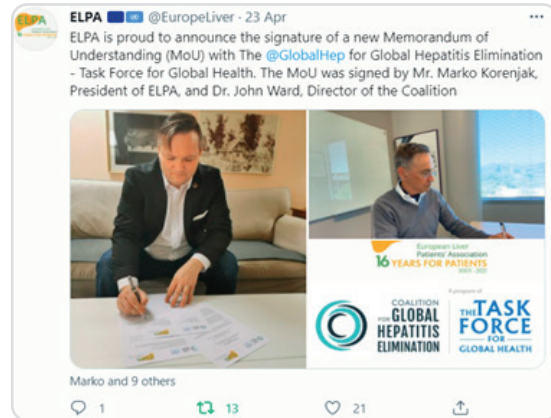 ELPA
ELPA @EuropeLiver · 23 Apr
ELPA is proud to announce the signature of a new Memorandum of
Understanding (MoU) with The @GlobalHep for Global Hepatitis Elimination
- Task Force for Global Health. The MoU was signed by Mr. Marko Korenjak,
President of ELPA, and Dr. John Ward, Director of the Coalition
European Liver
Patients' Association
16 YEARS FOR PATIENTS
A program of
COALITION
FOR GLOBAL
HEPATITIS
ELIMINATION
THE TASK
FORCE
FOR
GLOBAL HEALTH
Marko and 9 others
1 13 21